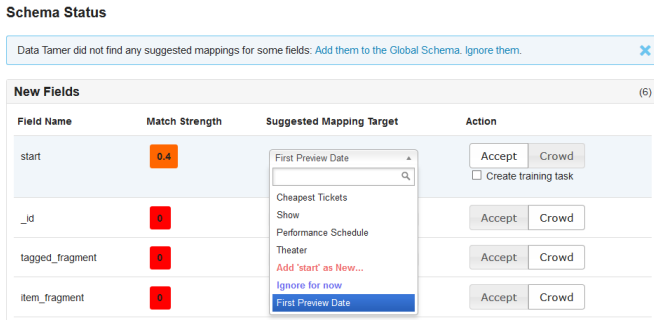 Schema Status
Data Tamer did not find any suggested mappings for some fields: Add them to the Global Schema. Ignore them.
New Fields (6)
Field Name Match Strength Suggested Mapping Target Action
start 0.4 First Preview Date Accept Crowd
Create training task
Cheapest Tickets
Show
Performance Schedule
Theater
Add 'start' as New...
Ignore for now
First Preview Date
_id 0 Accept Crowd
tagged_fragment 0 Accept Crowd
item_fragment 0 Accept Crowd